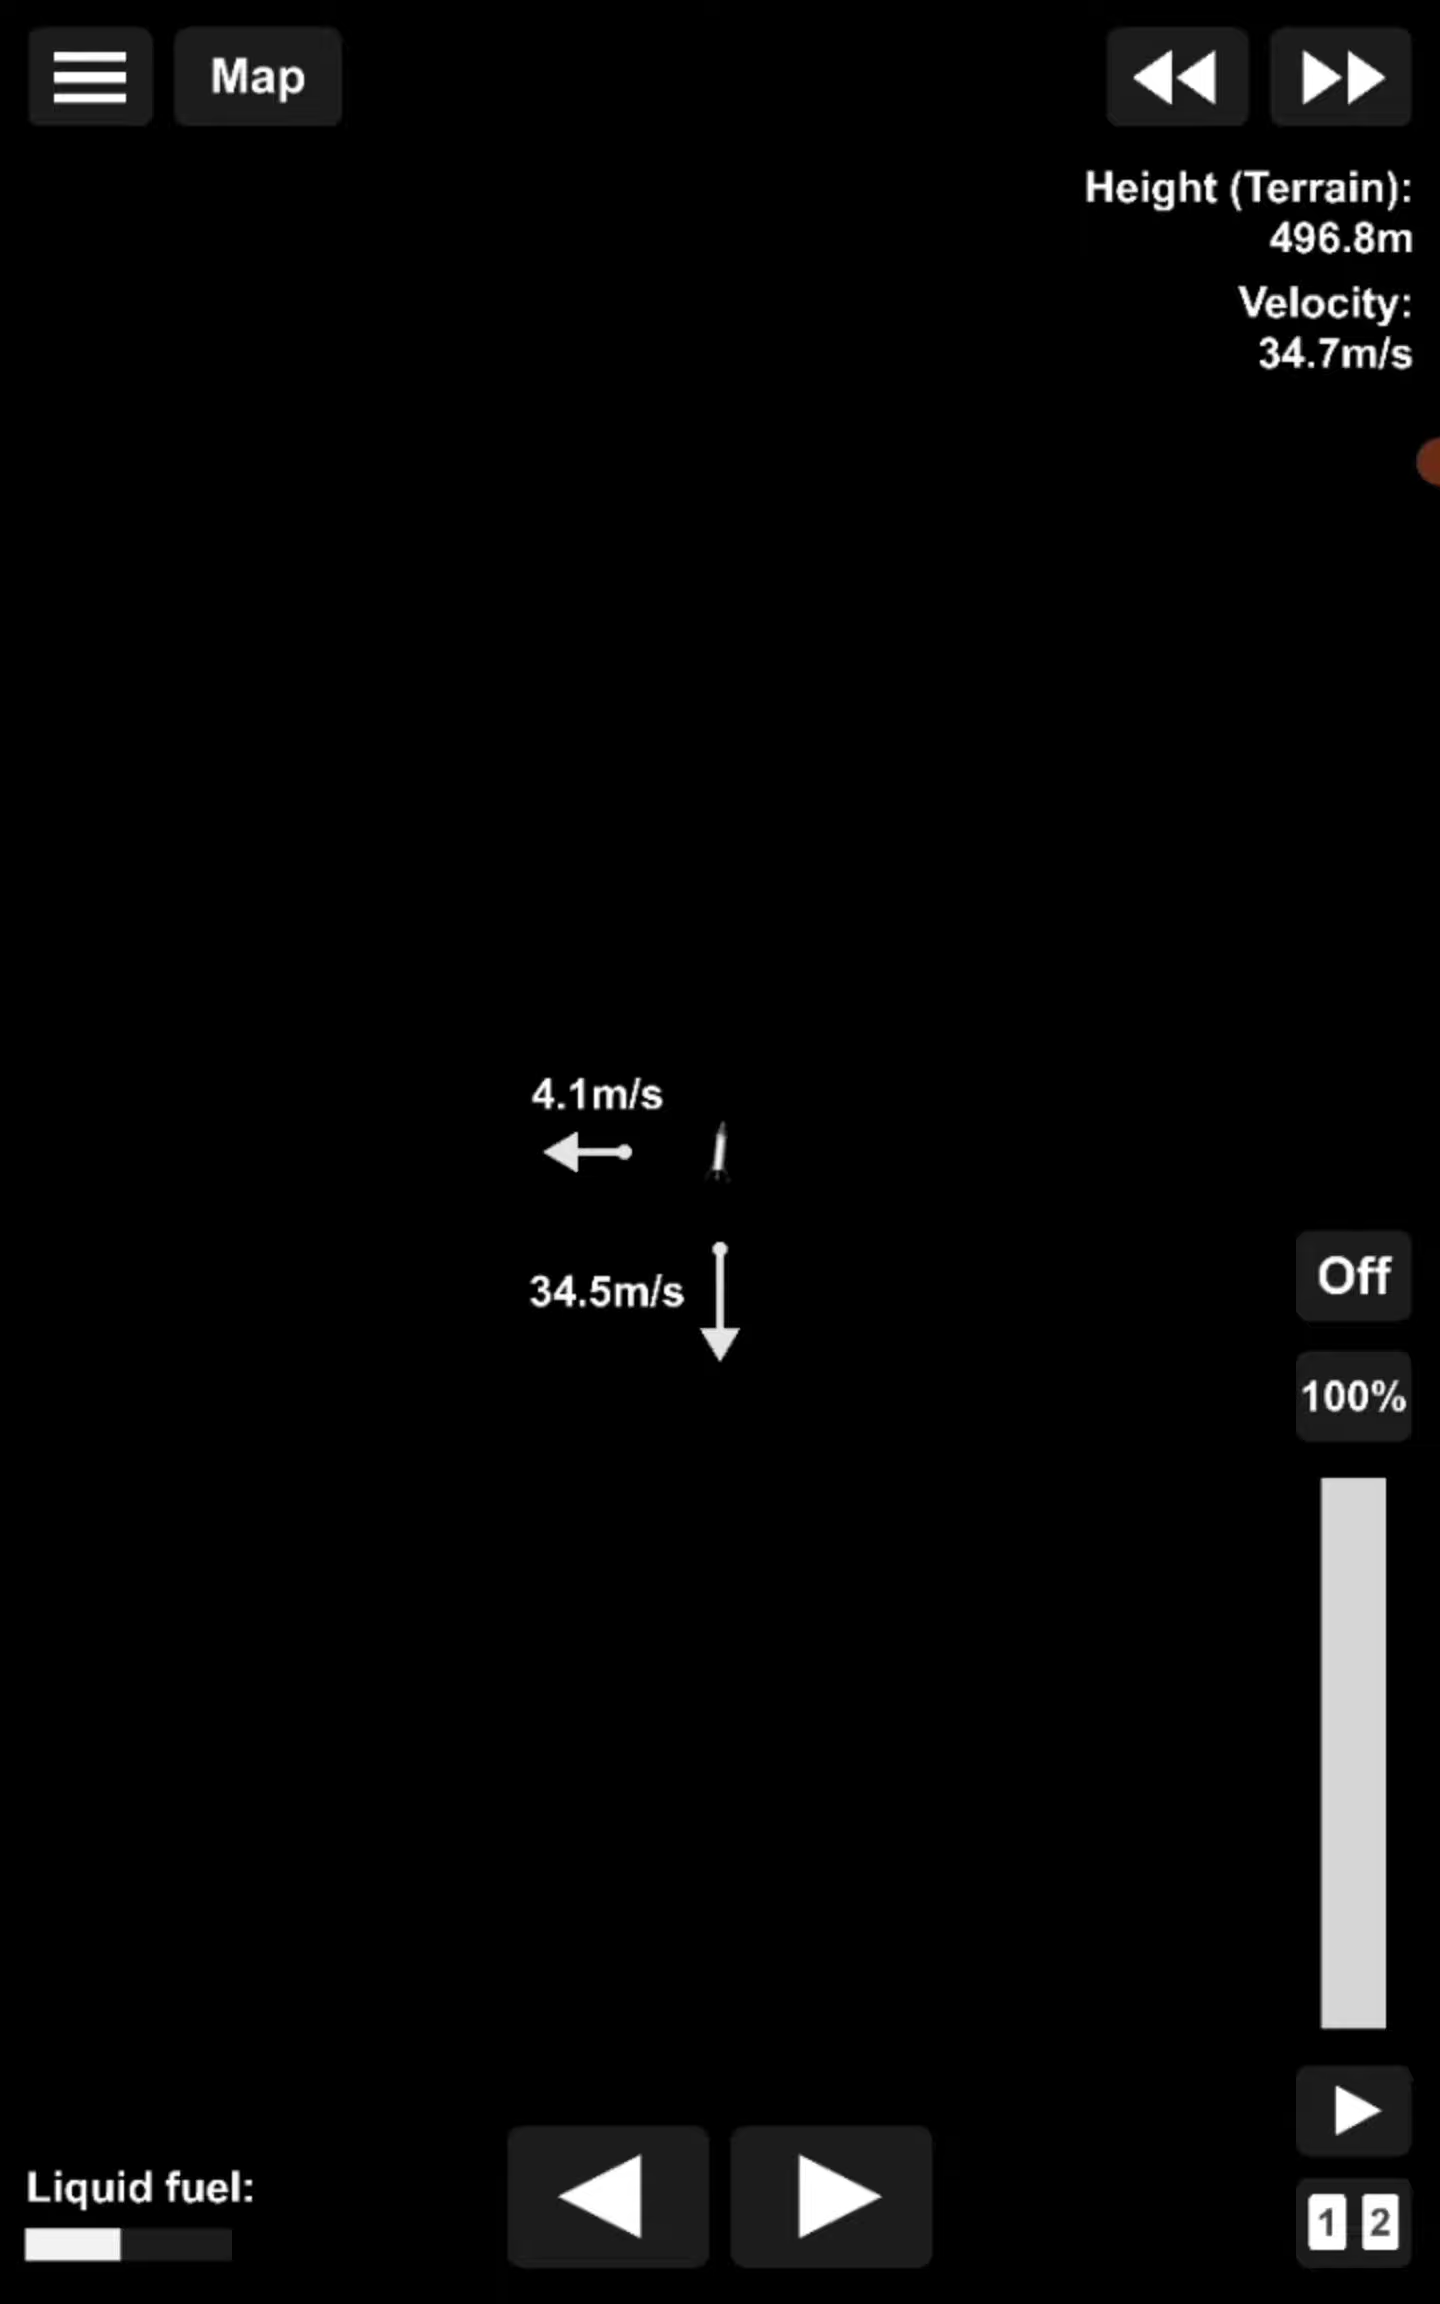 Map
Height (Terrain):
496.8m
Velocity:
34.7m/s
4.1m/s
34.5m/s
Off
100%
Liquid fuel:
1 2